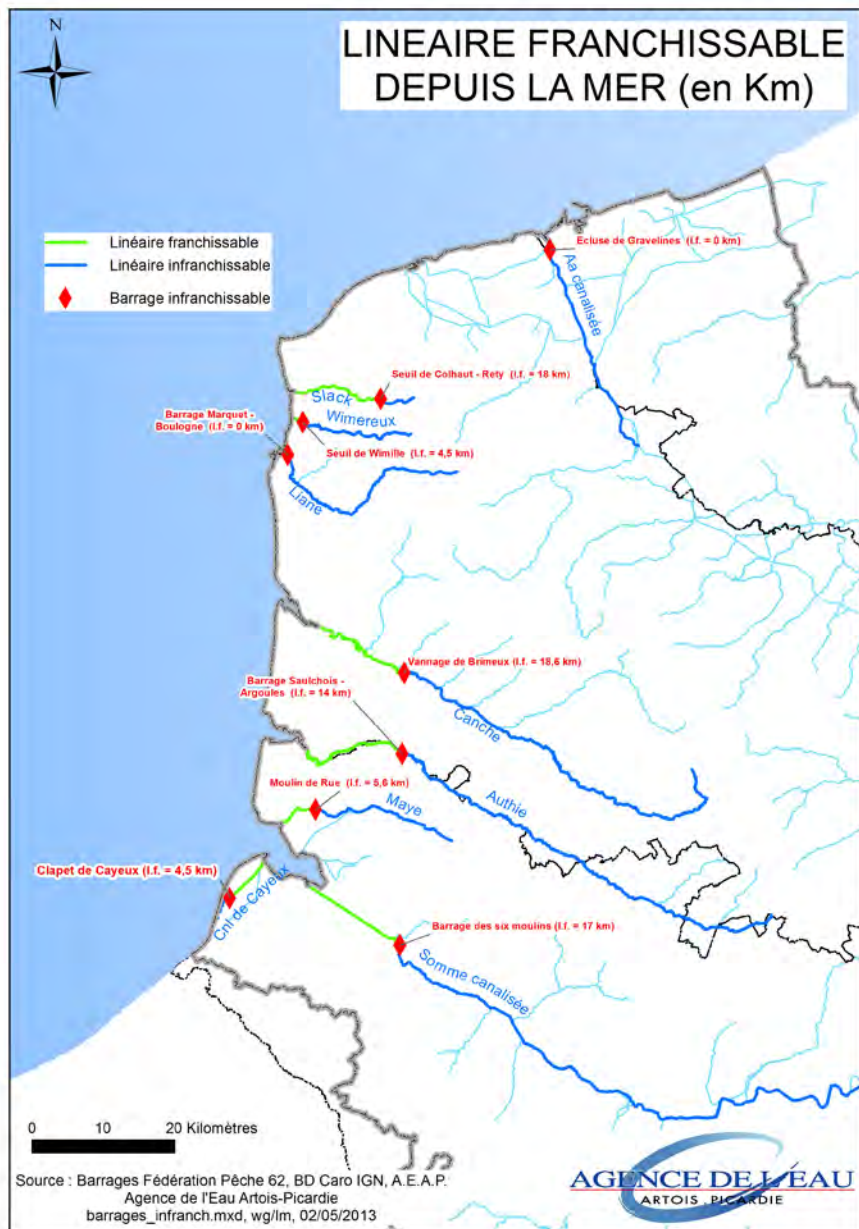 N
LINEAIRE FRANCHISSABLE
DEPUIS LA MER (en Km)
Linéaire franchissable
Linéaire infranchissable
Barrage infranchissable
Ecluse de Gravelines (l.f. = 0 km)
Aa canalisée
Seuil de Colhaut - Rety (l.f. = 18 km)
Slack
Barrage Marquet -
Boulogne (l.f. = 0 km)
Wimereux
Seuil de Wimille (l.f. = 4,5 km)
Liane
Vannage de Brimeux (l.f. = 18,6 km)
Barrage Saulchois -
Argoules (l.f. = 14 km)
Canche
Moulin de Rue (l.f. = 5,6 km)
Maye
Authie
Clapet de Cayeux (l.f. = 4,5 km)
Cnl de Cayeux
Barrage des six moulins (l.f. = 17 km)
Somme canalisée
0 10 20 Kilomètres
Source : Barrages Fédération Pêche 62, BD Caro IGN, A.E.A.P.
Agence de l'Eau Artois-Picardie
barrages_infranch.mxd, wg/lm, 02/05/2013
AGENCE DE L'EAU
ARTOIS PICARDIE